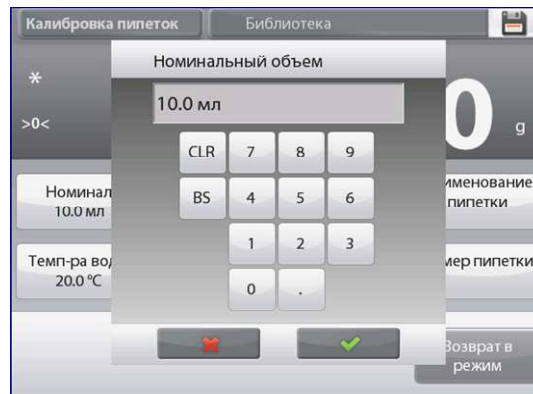 Калибровка пипеток
Библиотека
*
>0<
0
g
Номинальный объем
10.0 мл
CLR 7 8 9
BS 4 5 6
1 2 3
0 .
Номинал
10.0 мл
именование
пипетки
Темп-ра вод
20.0 °C
мер пипетки
Возврат в
режим